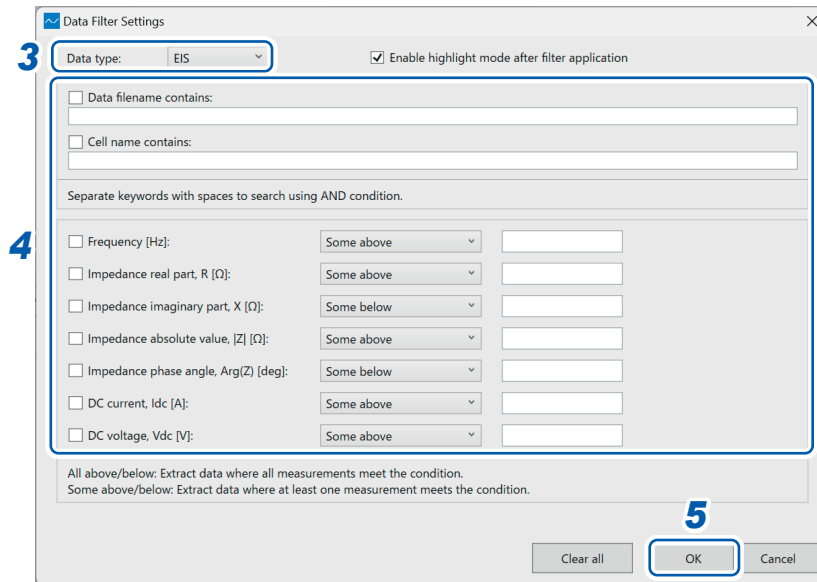 Data Filter Settings
3
Data type: EIS
Enable highlight mode after filter application
Data filename contains:
Cell name contains:
Separate keywords with spaces to search using AND condition.
4
Frequency [Hz]: Some above
Impedance real part, R [Ω]: Some above
Impedance imaginary part, X [Ω]: Some below
Impedance absolute value, |Z| [Ω]: Some above
Impedance phase angle, Arg(Z) [deg]: Some below
DC current, Idc [A]: Some above
DC voltage, Vdc [V]: Some above
All above/below: Extract data where all measurements meet the condition.
Some above/below: Extract data where at least one measurement meets the condition.
5
Clear all OK Cancel